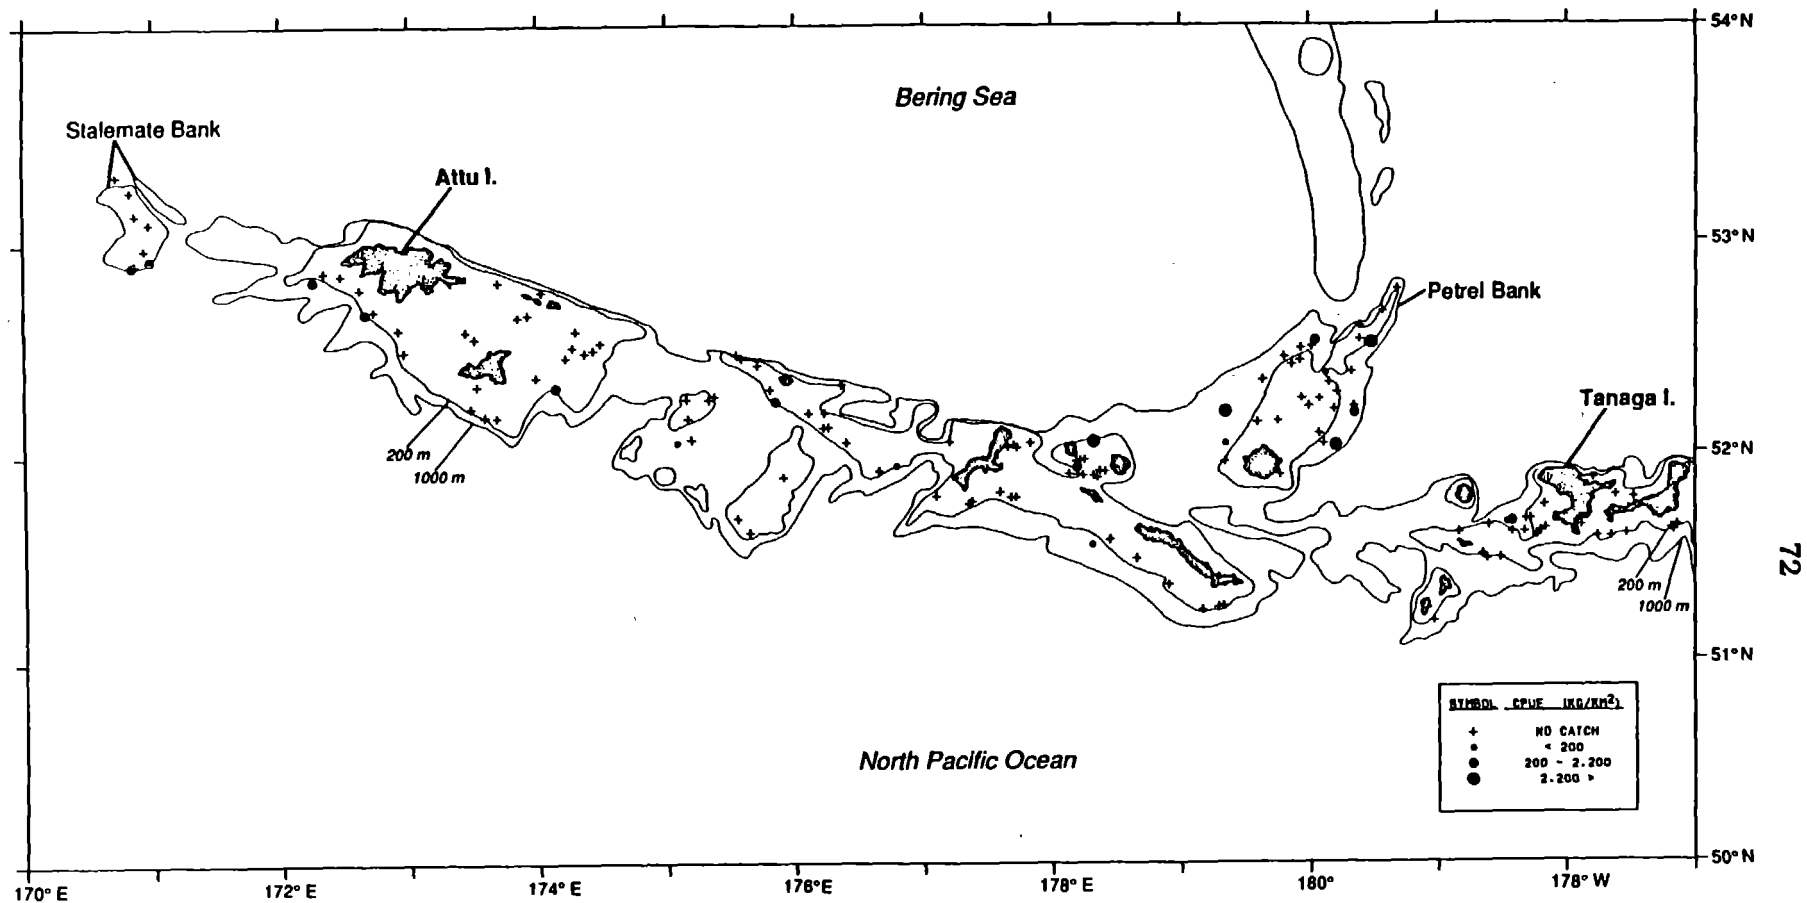 54° N
Bering Sea
Stalemate Bank
Attu I.
53° N
Petrel Bank
Tanaga I.
52° N
200 m
1000 m
72
200 m
1000 m
51° N
SYMBOL CPUE (KG/KM²)
+ NO CATCH
< 200
200 - 2.200
2.200 >
North Pacific Ocean
50° N
170° E 172° E 174° E 176° E 178° E 180° 178° W